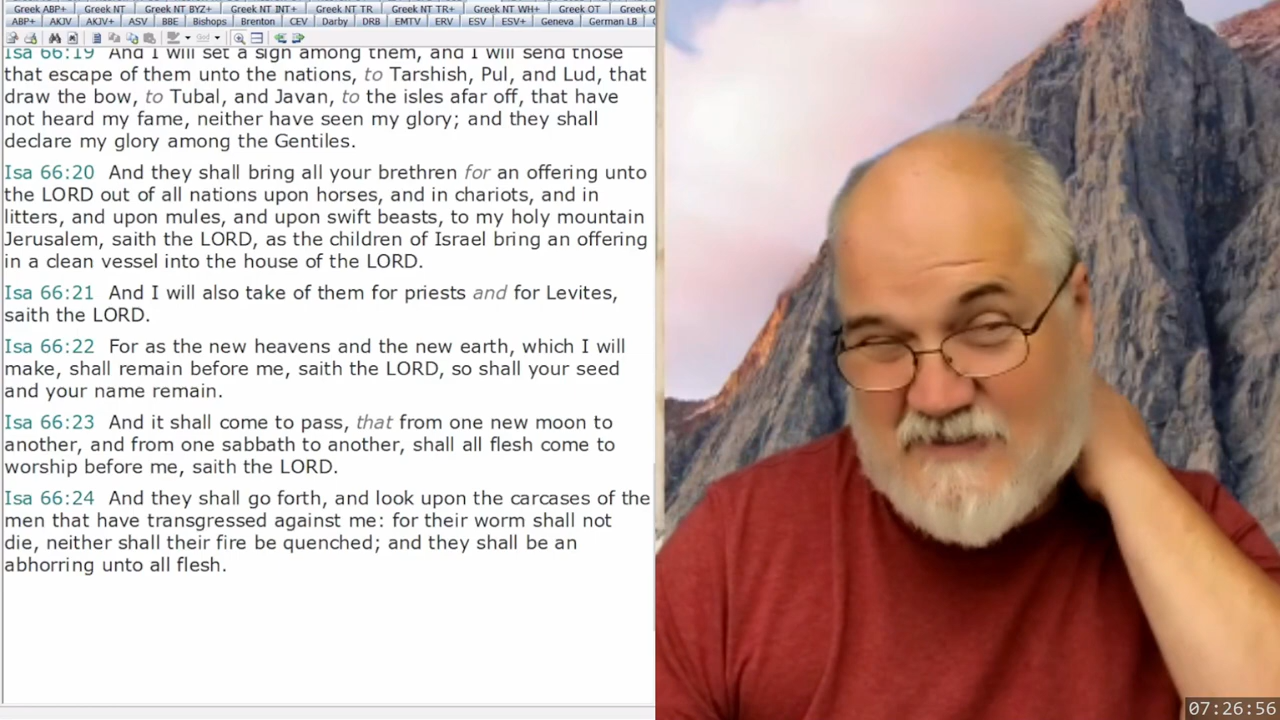 Greek ABP+ Greek NT Greek NT BYZ+ Greek NT INT+ Greek NT TR Greek NT TR+ Greek NT WH+ Greek OT Greek O
ABP+ AKJV AKJV+ ASV BBE Bishops Brenton CEV Darby DRB EMTV ERV ESV ESV+ Geneva German LB
Isa 66:19 And I will set a sign among them, and I will send those
that escape of them unto the nations, to Tarshish, Pul, and Lud, that
draw the bow, to Tubal, and Javan, to the isles afar off, that have
not heard my fame, neither have seen my glory; and they shall
declare my glory among the Gentiles.
Isa 66:20 And they shall bring all your brethren for an offering unto
the LORD out of all nations upon horses, and in chariots, and in
litters, and upon mules, and upon swift beasts, to my holy mountain
Jerusalem, saith the LORD, as the children of Israel bring an offering
in a clean vessel into the house of the LORD.
Isa 66:21 And I will also take of them for priests and for Levites,
saith the LORD.
Isa 66:22 For as the new heavens and the new earth, which I will
make, shall remain before me, saith the LORD, so shall your seed
and your name remain.
Isa 66:23 And it shall come to pass, that from one new moon to
another, and from one sabbath to another, shall all flesh come to
worship before me, saith the LORD.
Isa 66:24 And they shall go forth, and look upon the carcases of the
men that have transgressed against me: for their worm shall not
die, neither shall their fire be quenched; and they shall be an
abhorring unto all flesh.
07:26:56